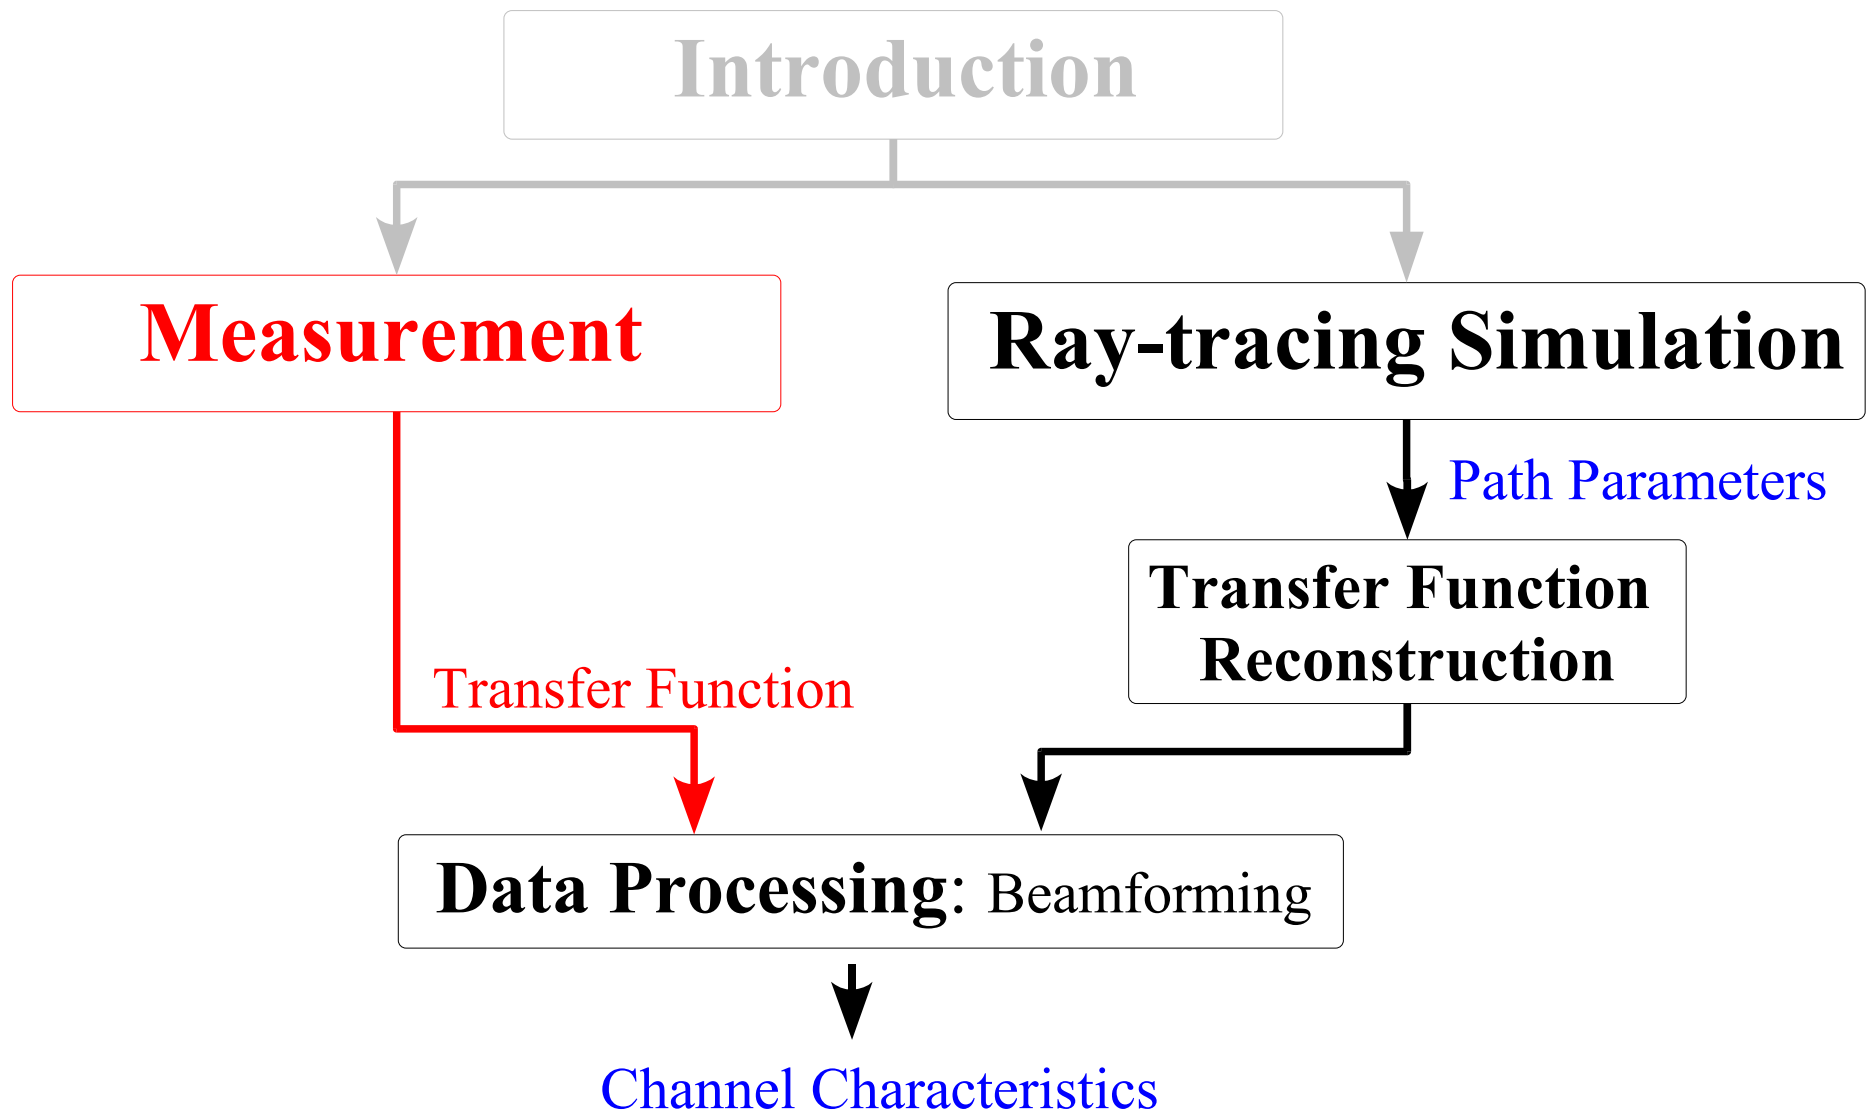 Introduction
Measurement
Ray-tracing Simulation
Path Parameters
Transfer Function
Reconstruction
Transfer Function
Data Processing: Beamforming
Channel Characteristics